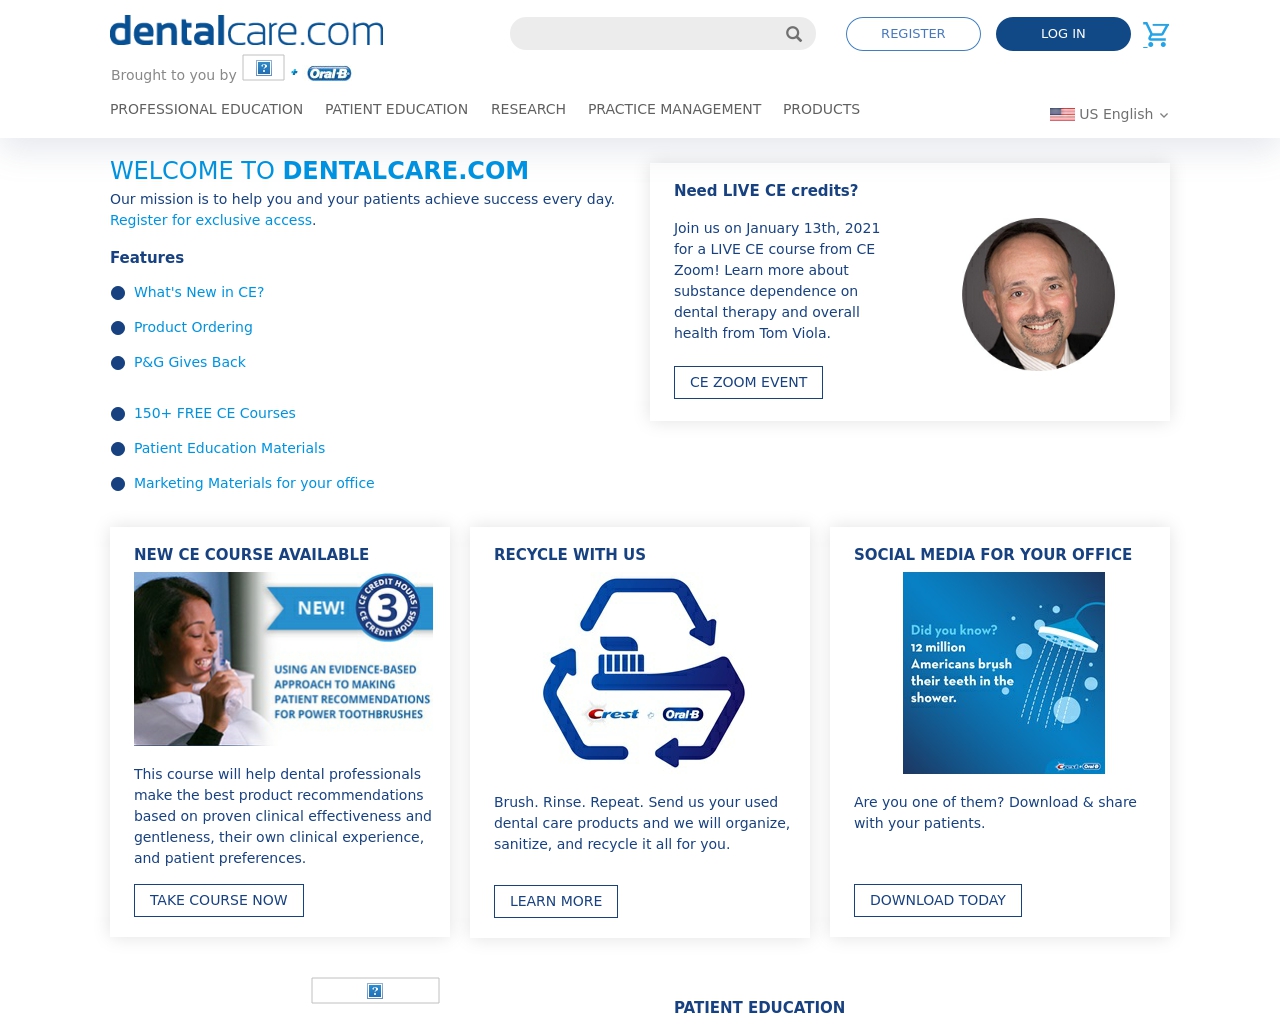 dentalcare.com
REGISTER
LOG IN
Brought to you by
Oral-B
PROFESSIONAL EDUCATION
PATIENT EDUCATION
RESEARCH
PRACTICE MANAGEMENT
PRODUCTS
US English
WELCOME TO DENTALCARE.COM
Our mission is to help you and your patients achieve success every day.
Register for exclusive access.
Features
What's New in CE?
Product Ordering
P&G Gives Back
150+ FREE CE Courses
Patient Education Materials
Marketing Materials for your office
Need LIVE CE credits?
Join us on January 13th, 2021
for a LIVE CE course from CE
Zoom! Learn more about
substance dependence on
dental therapy and overall
health from Tom Viola.
CE ZOOM EVENT
NEW CE COURSE AVAILABLE
NEW!
CE CREDIT HOURS
3
CE CREDIT HOURS
USING AN EVIDENCE-BASED
APPROACH TO MAKING
PATIENT RECOMMENDATIONS
FOR POWER TOOTHBRUSHES
This course will help dental professionals
make the best product recommendations
based on proven clinical effectiveness and
gentleness, their own clinical experience,
and patient preferences.
TAKE COURSE NOW
RECYCLE WITH US
Crest + Oral-B
Brush. Rinse. Repeat. Send us your used
dental care products and we will organize,
sanitize, and recycle it all for you.
LEARN MORE
SOCIAL MEDIA FOR YOUR OFFICE
Did you know?
12 million
Americans brush
their teeth in the
shower.
Crest + Oral-B
Are you one of them? Download & share
with your patients.
DOWNLOAD TODAY
PATIENT EDUCATION